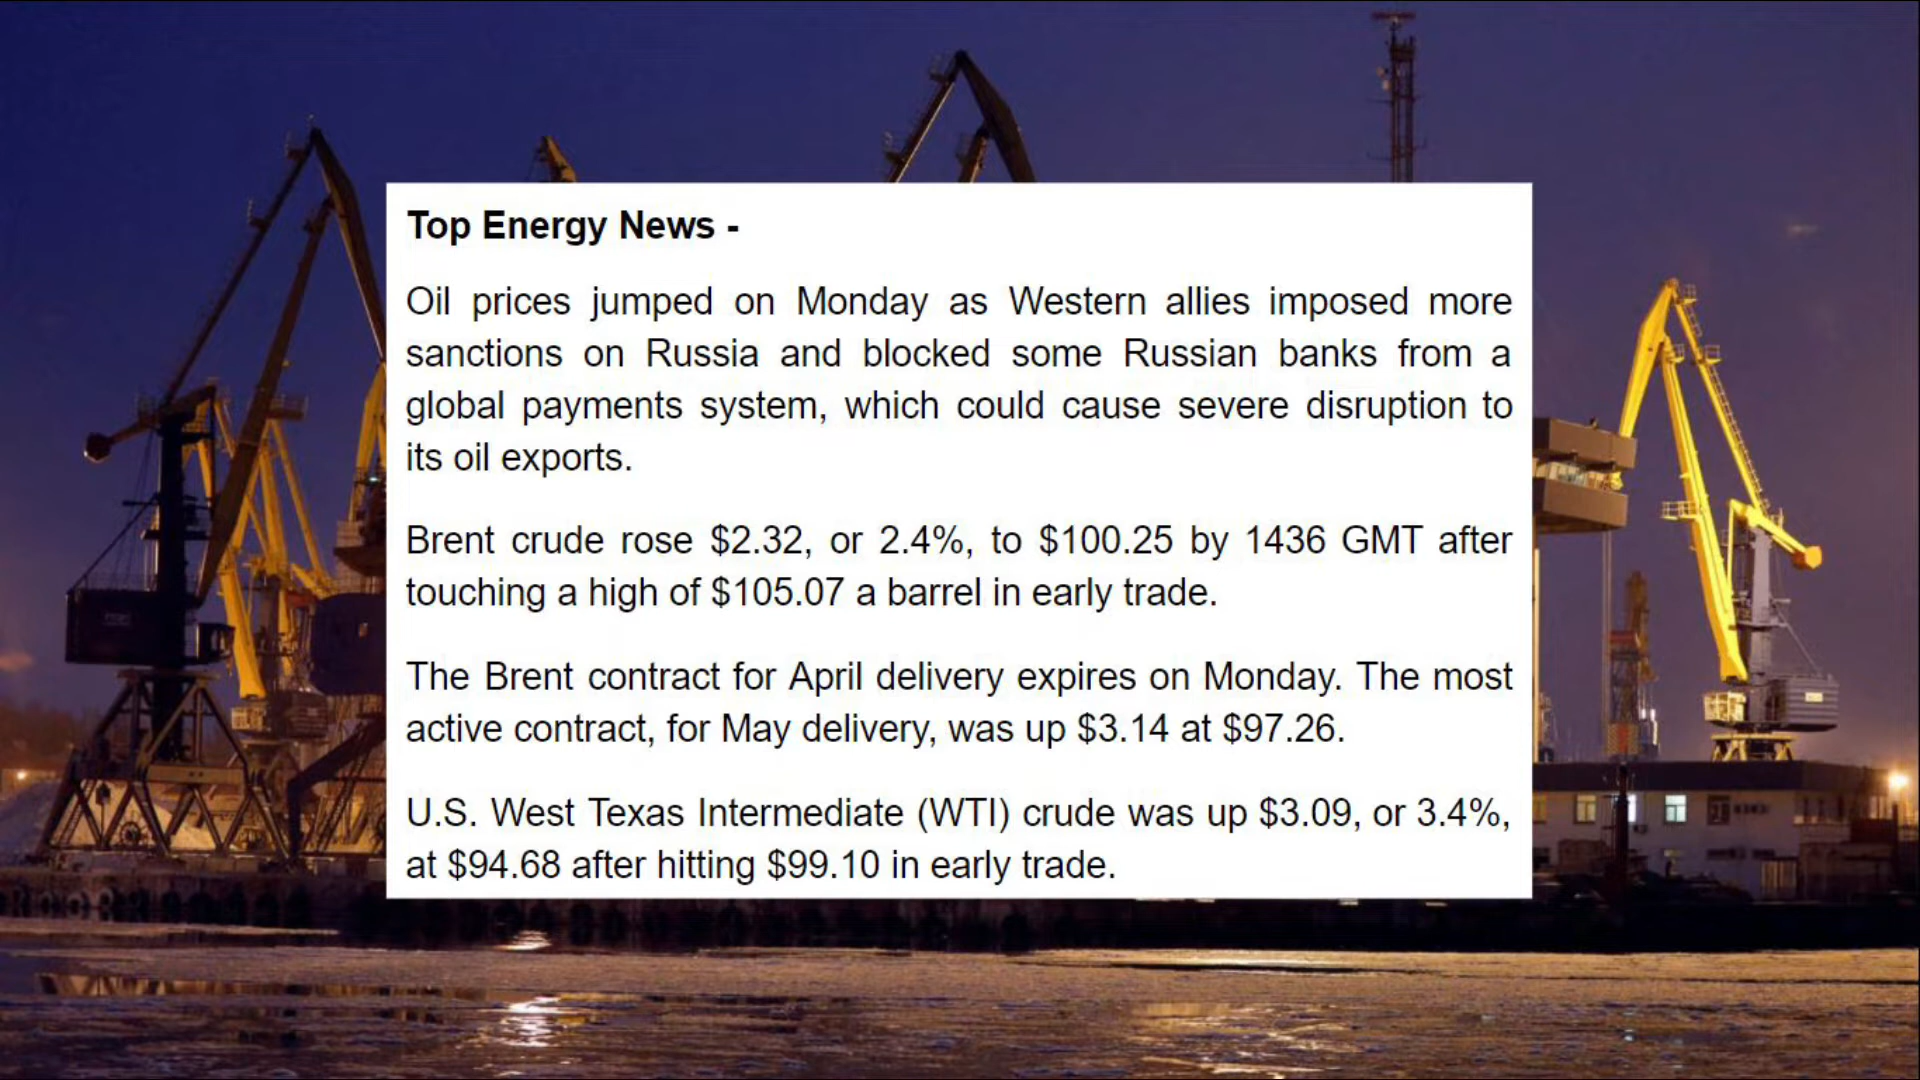 Top Energy News -
Oil prices jumped on Monday as Western allies imposed more
sanctions on Russia and blocked some Russian banks from a
global payments system, which could cause severe disruption to
its oil exports.
Brent crude rose $2.32, or 2.4%, to $100.25 by 1436 GMT after
touching a high of $105.07 a barrel in early trade.
The Brent contract for April delivery expires on Monday. The most
active contract, for May delivery, was up $3.14 at $97.26.
U.S. West Texas Intermediate (WTI) crude was up $3.09, or 3.4%,
at $94.68 after hitting $99.10 in early trade.